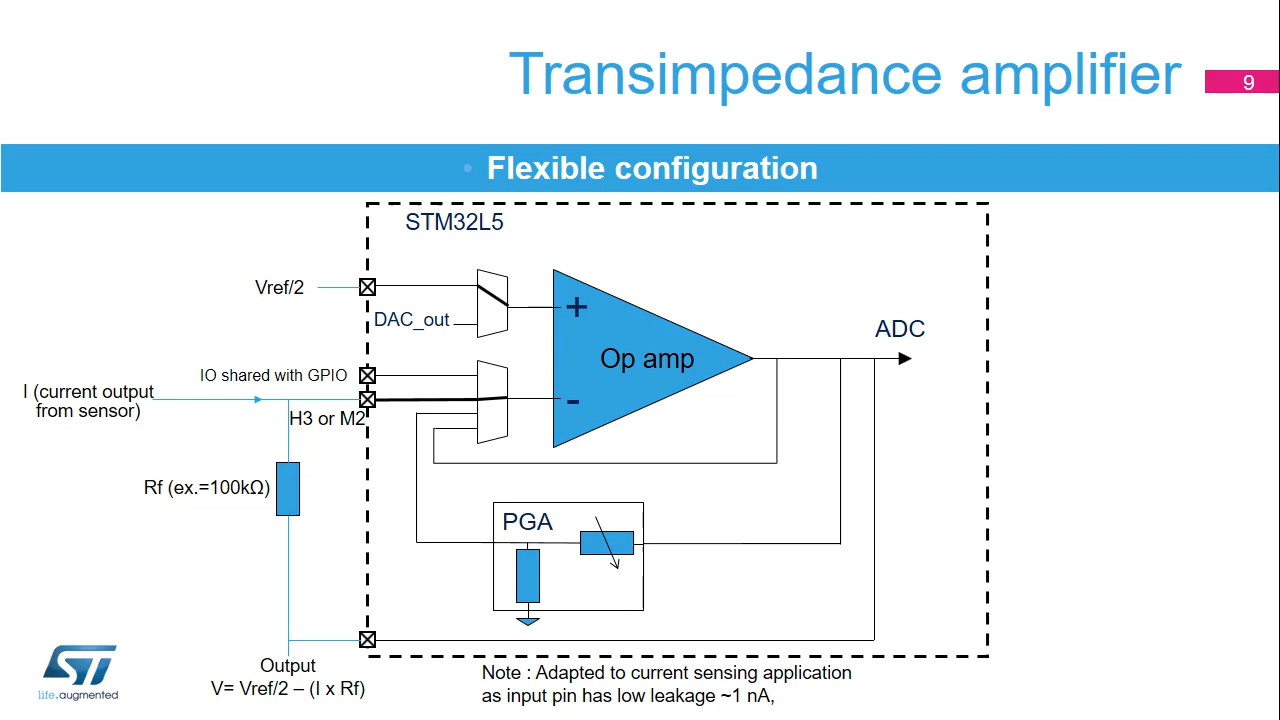 Transimpedance amplifier
9
• Flexible configuration
STM32L5
Vref/2
DAC_out
+
Op amp
-
ADC
IO shared with GPIO
I (current output
from sensor)
H3 or M2
Rf (ex.=100kΩ)
PGA
Output
V= Vref/2 – (I x Rf)
Note : Adapted to current sensing application
as input pin has low leakage ~1 nA,
ST
life.augmented